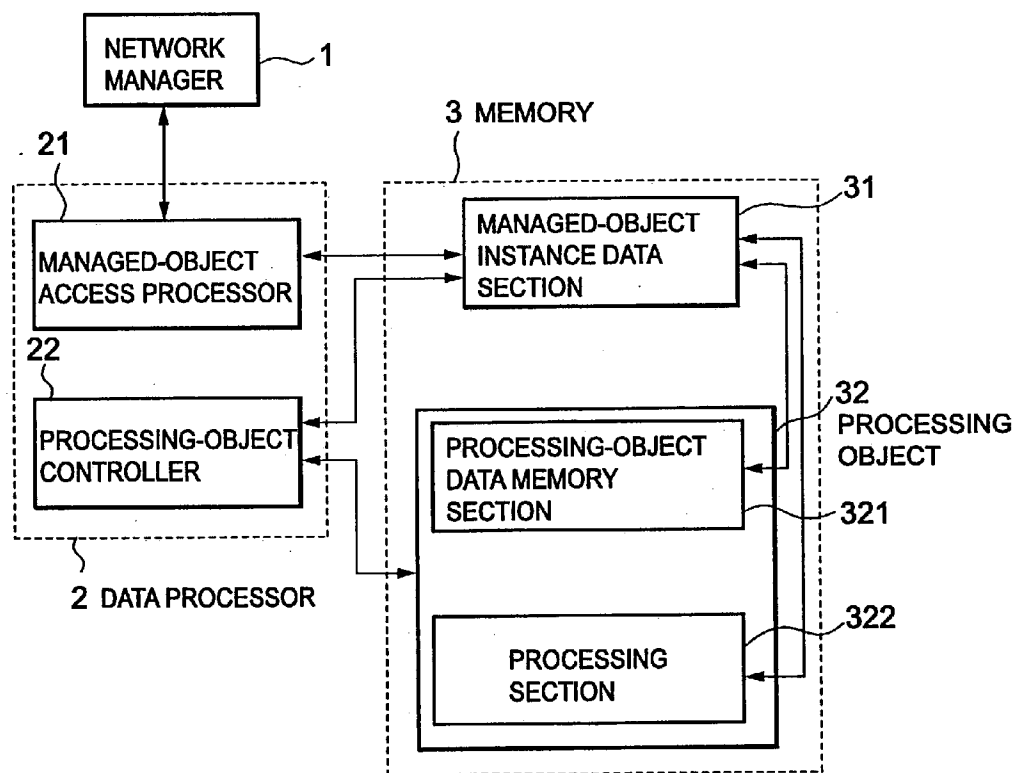 NETWORK
MANAGER
1
3 MEMORY
21
31
MANAGED-OBJECT
ACCESS PROCESSOR
MANAGED-OBJECT
INSTANCE DATA
SECTION
22
32
PROCESSING
OBJECT
PROCESSING-OBJECT
CONTROLLER
PROCESSING-OBJECT
DATA MEMORY
SECTION
321
2 DATA PROCESSOR
322
PROCESSING
SECTION